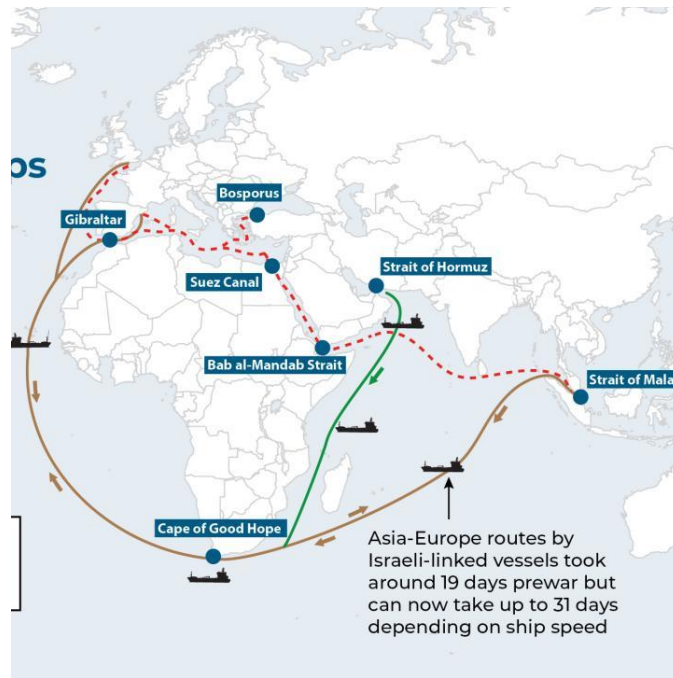 ps
Bosporus
Gibraltar
Strait of Hormuz
Suez Canal
Bab al-Mandab Strait
Strait of Mala
Cape of Good Hope
Asia-Europe routes by
Israeli-linked vessels took
around 19 days prewar but
can now take up to 31 days
depending on ship speed